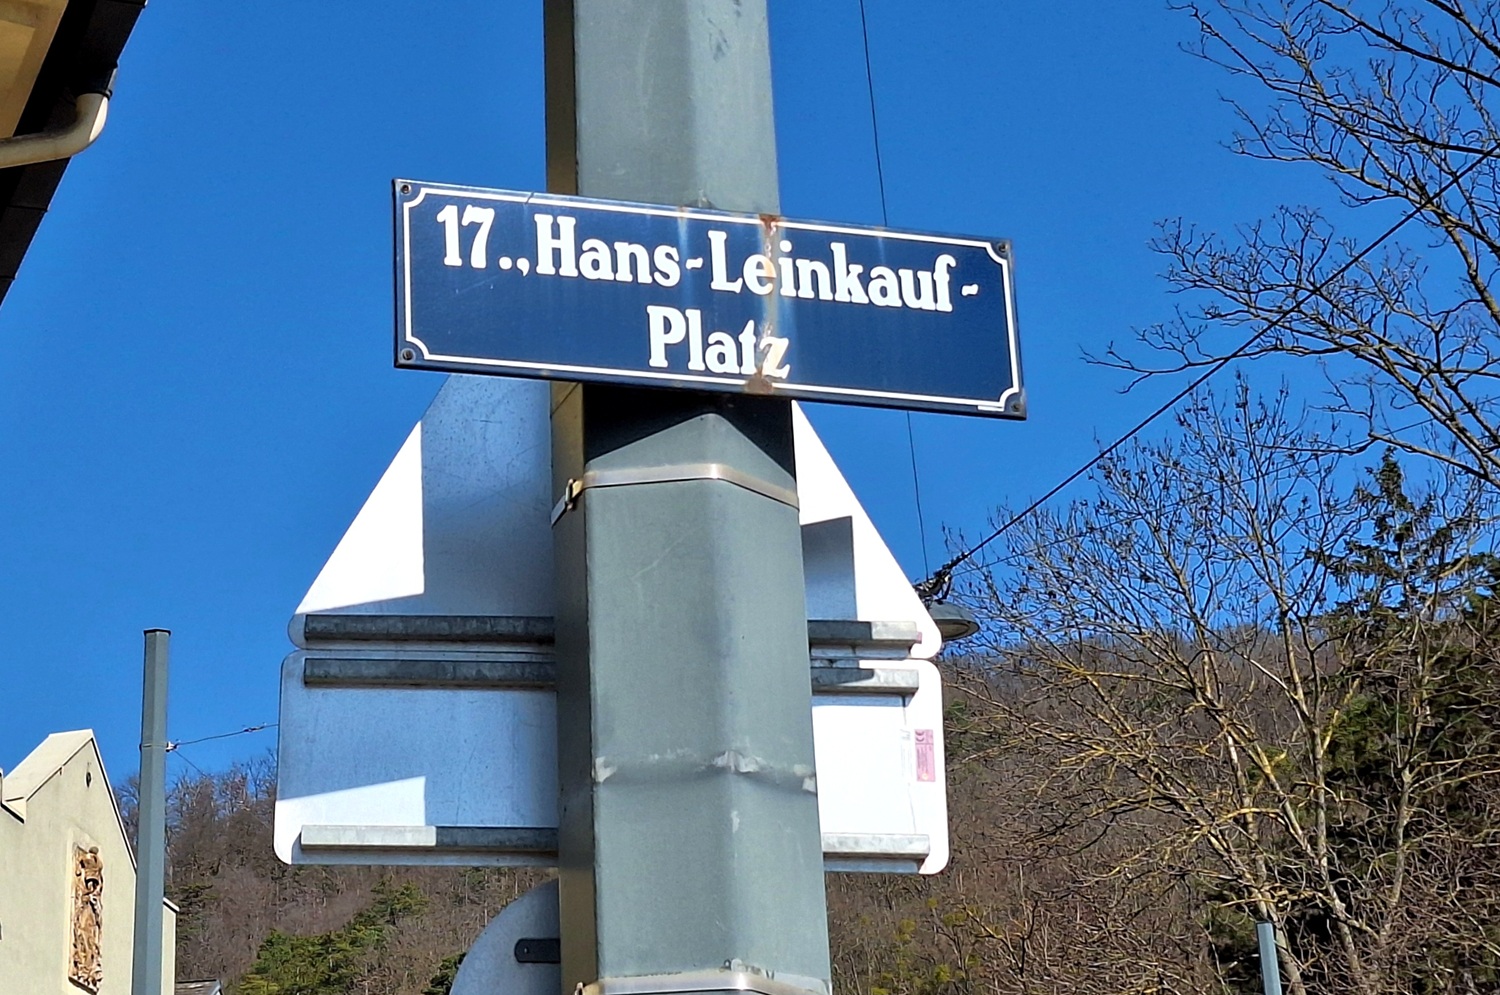 17., Hans-Leinkauf-
Platz